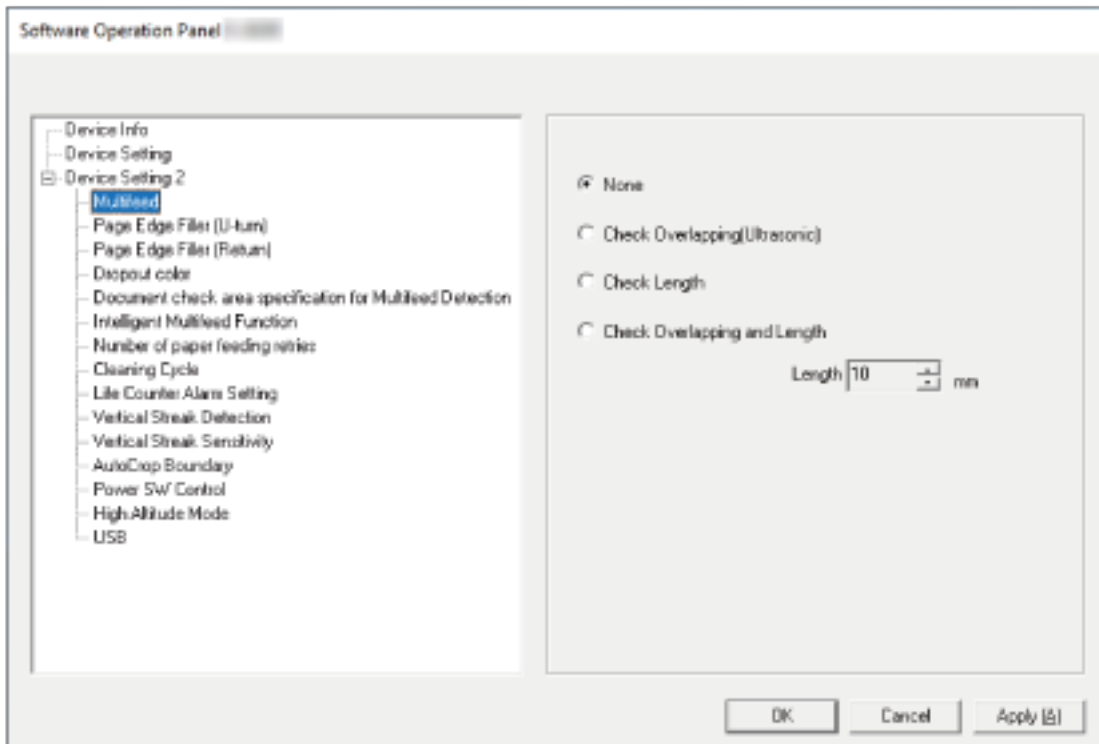 Software Operation Panel
Device Info
Device Setting
Device Setting 2
Multifeed
Page Edge Filler (U-turn)
Page Edge Filler (Return)
Dropout color
Document check area specification for Multifeed Detection
Intelligent Multifeed Function
Number of paper feeding retries
Cleaning Cycle
Life Counter Alarm Setting
Vertical Streak Detection
Vertical Streak Sensitivity
AutoCrop Boundary
Power SW Control
High Altitude Mode
USB
None
Check Overlapping(Ultrasonic)
Check Length
Check Overlapping and Length
Length 10 mm
OK Cancel Apply (A)